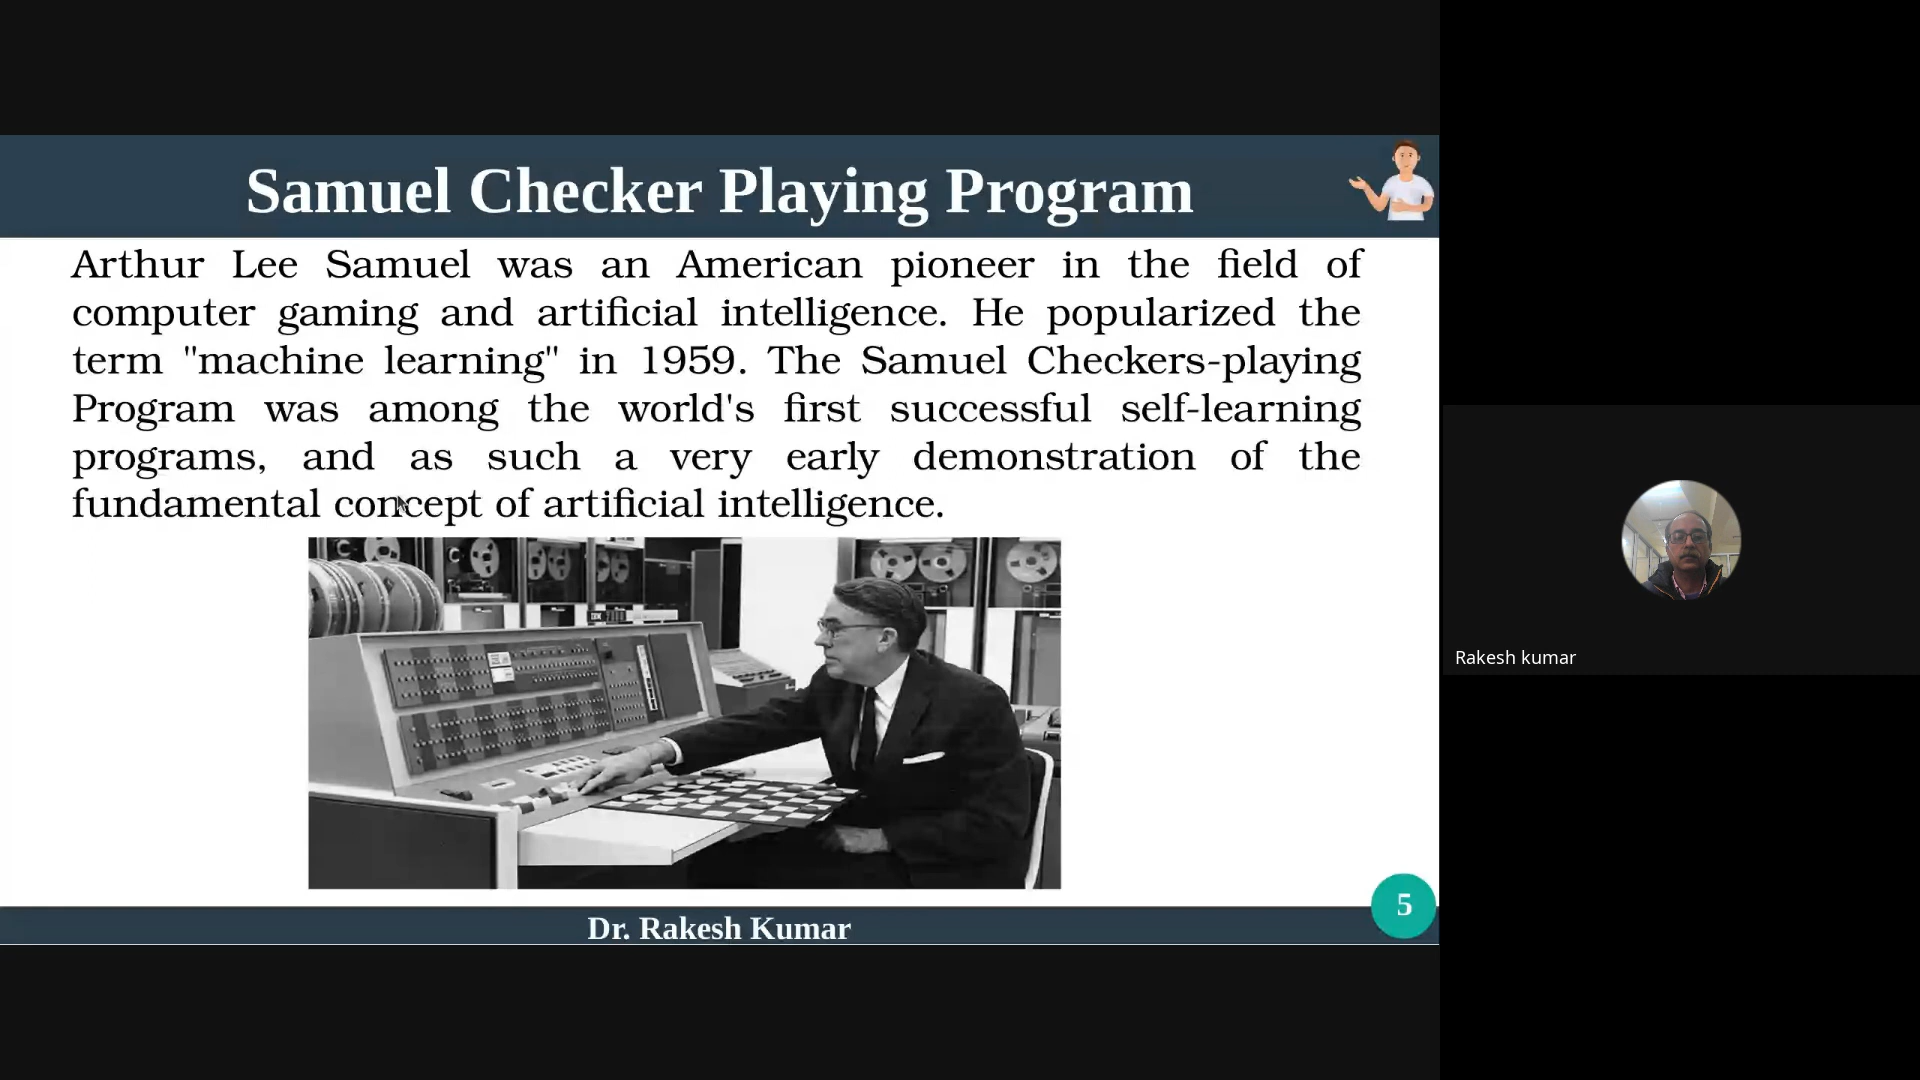 Samuel Checker Playing Program
Arthur Lee Samuel was an American pioneer in the field of
computer gaming and artificial intelligence. He popularized the
term "machine learning" in 1959. The Samuel Checkers-playing
Program was among the world's first successful self-learning
programs, and as such a very early demonstration of the
fundamental concept of artificial intelligence.
IBM
5
Dr. Rakesh Kumar
Rakesh kumar